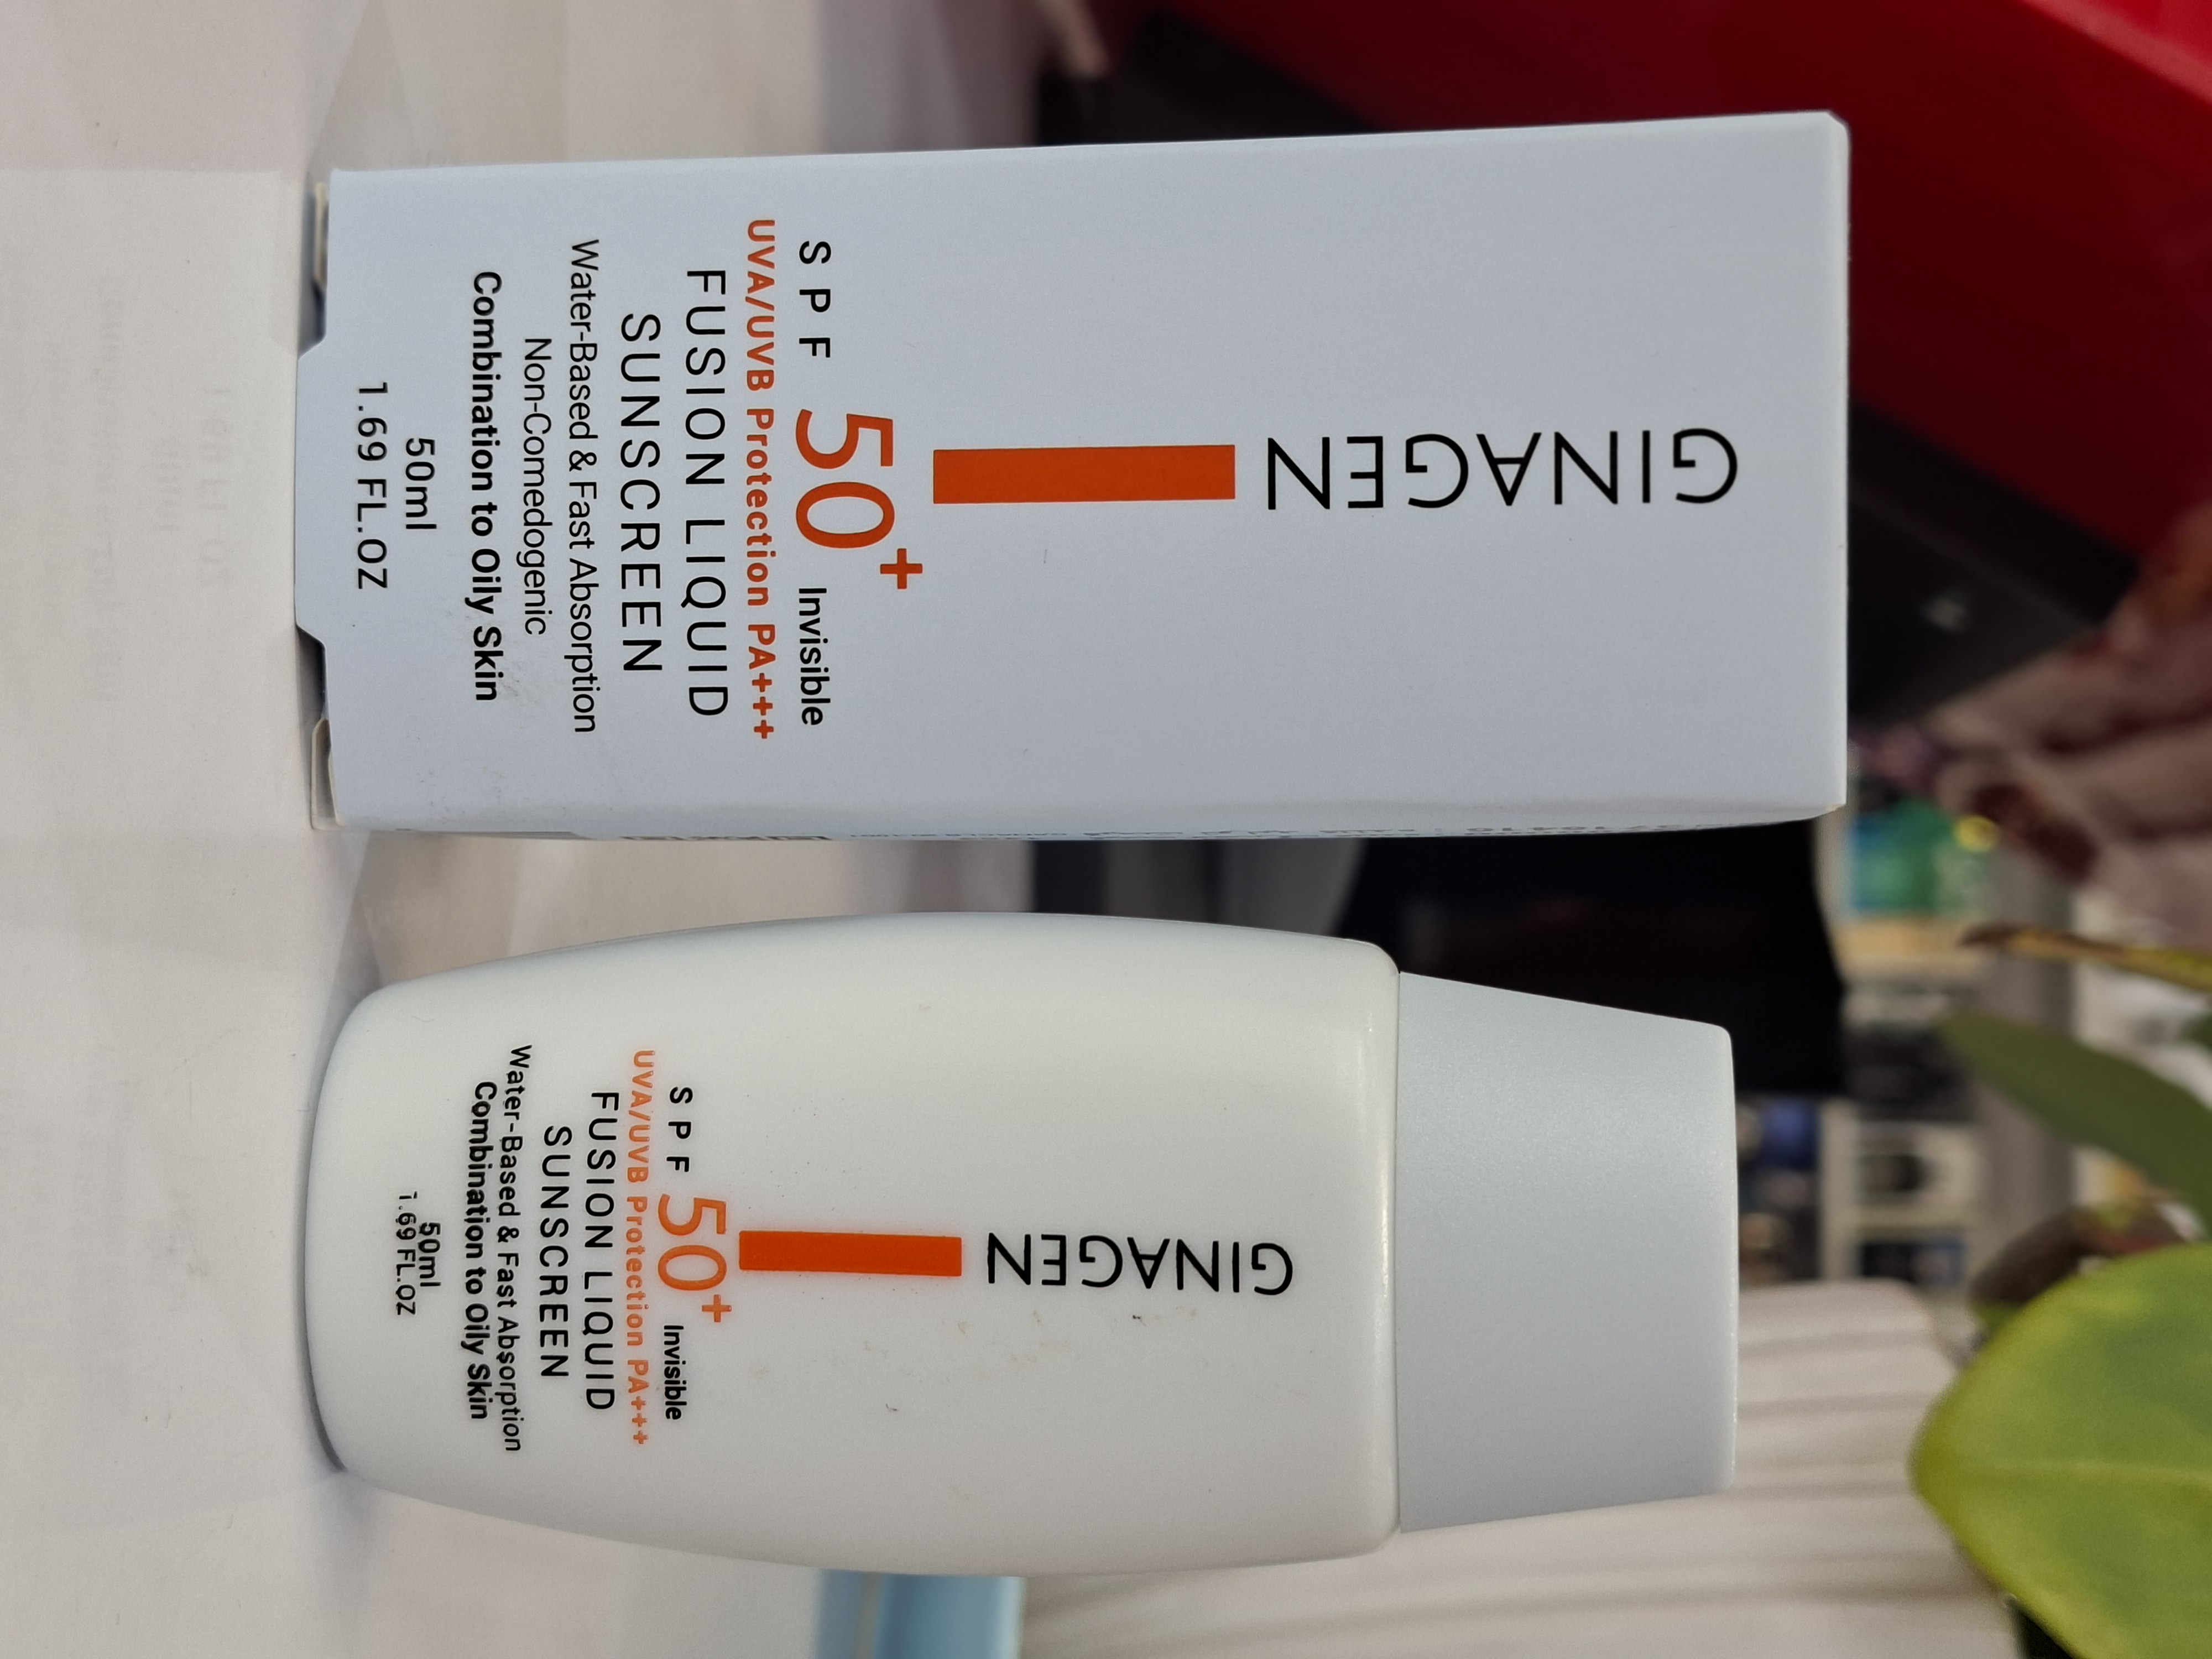 GINAGEN
SPF 50+ Invisible
UVA/UVB Protection PA+++
FUSION LIQUID
SUNSCREEN
Water-Based & Fast Absorption
Non-Comedogenic
Combination to Oily Skin
50ml
1.69 FL.OZ
GINAGEN
SPF 50+ Invisible
UVA/UVB Protection PA+++
FUSION LIQUID
SUNSCREEN
Water-Based & Fast Absorption
Combination to Oily Skin
50ml
1.69 FL.OZ